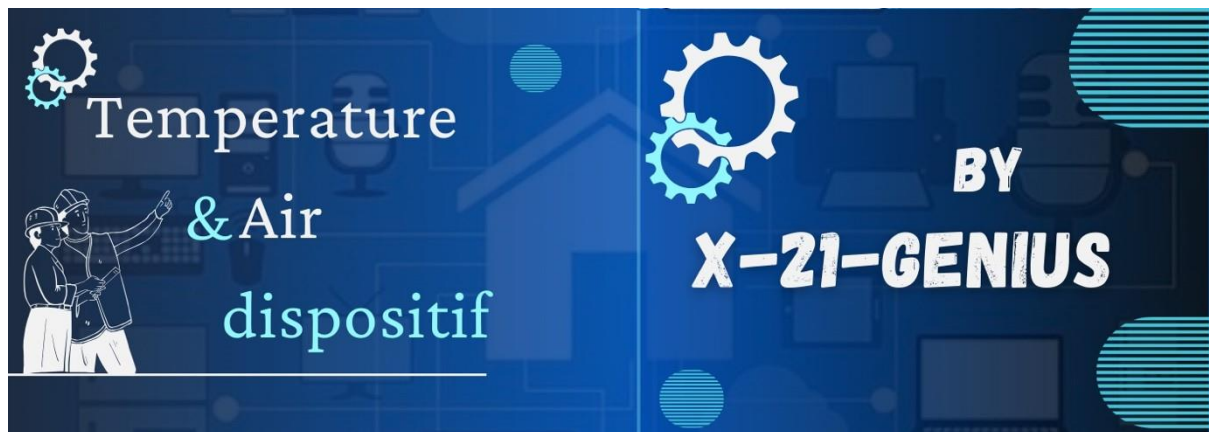 Temperature
& Air
dispositif
BY
X-21-GENIUS